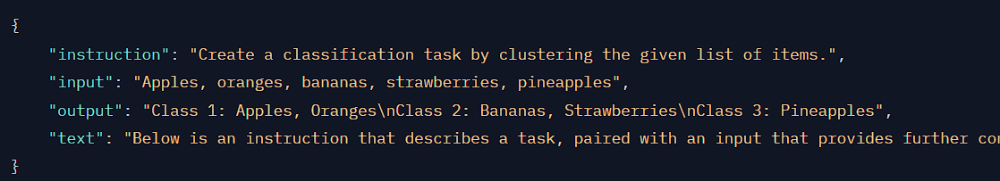 {
"instruction": "Create a classification task by clustering the given list of items.",
"input": "Apples, oranges, bananas, strawberries, pineapples",
"output": "Class 1: Apples, Oranges\nClass 2: Bananas, Strawberries\nClass 3: Pineapples",
"text": "Below is an instruction that describes a task, paired with an input that provides further
}